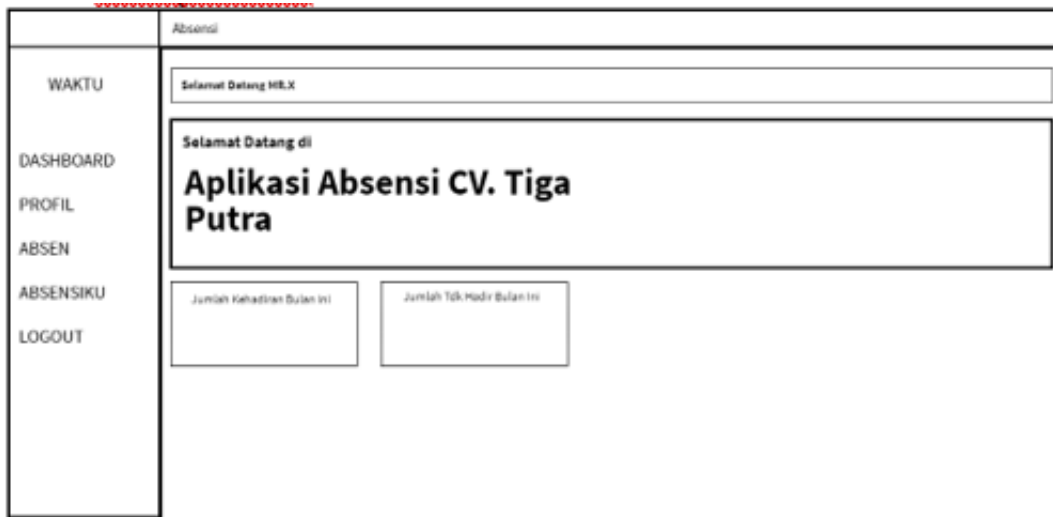 Absensi
WAKTU
DASHBOARD
PROFIL
ABSEN
ABSENSIKU
LOGOUT
Selamat Datang MR.X
Selamat Datang di
Aplikasi Absensi CV. Tiga
Putra
Jumlah Kehadiran Bulan Ini
Jumlah Tdk Hadir Bulan Ini